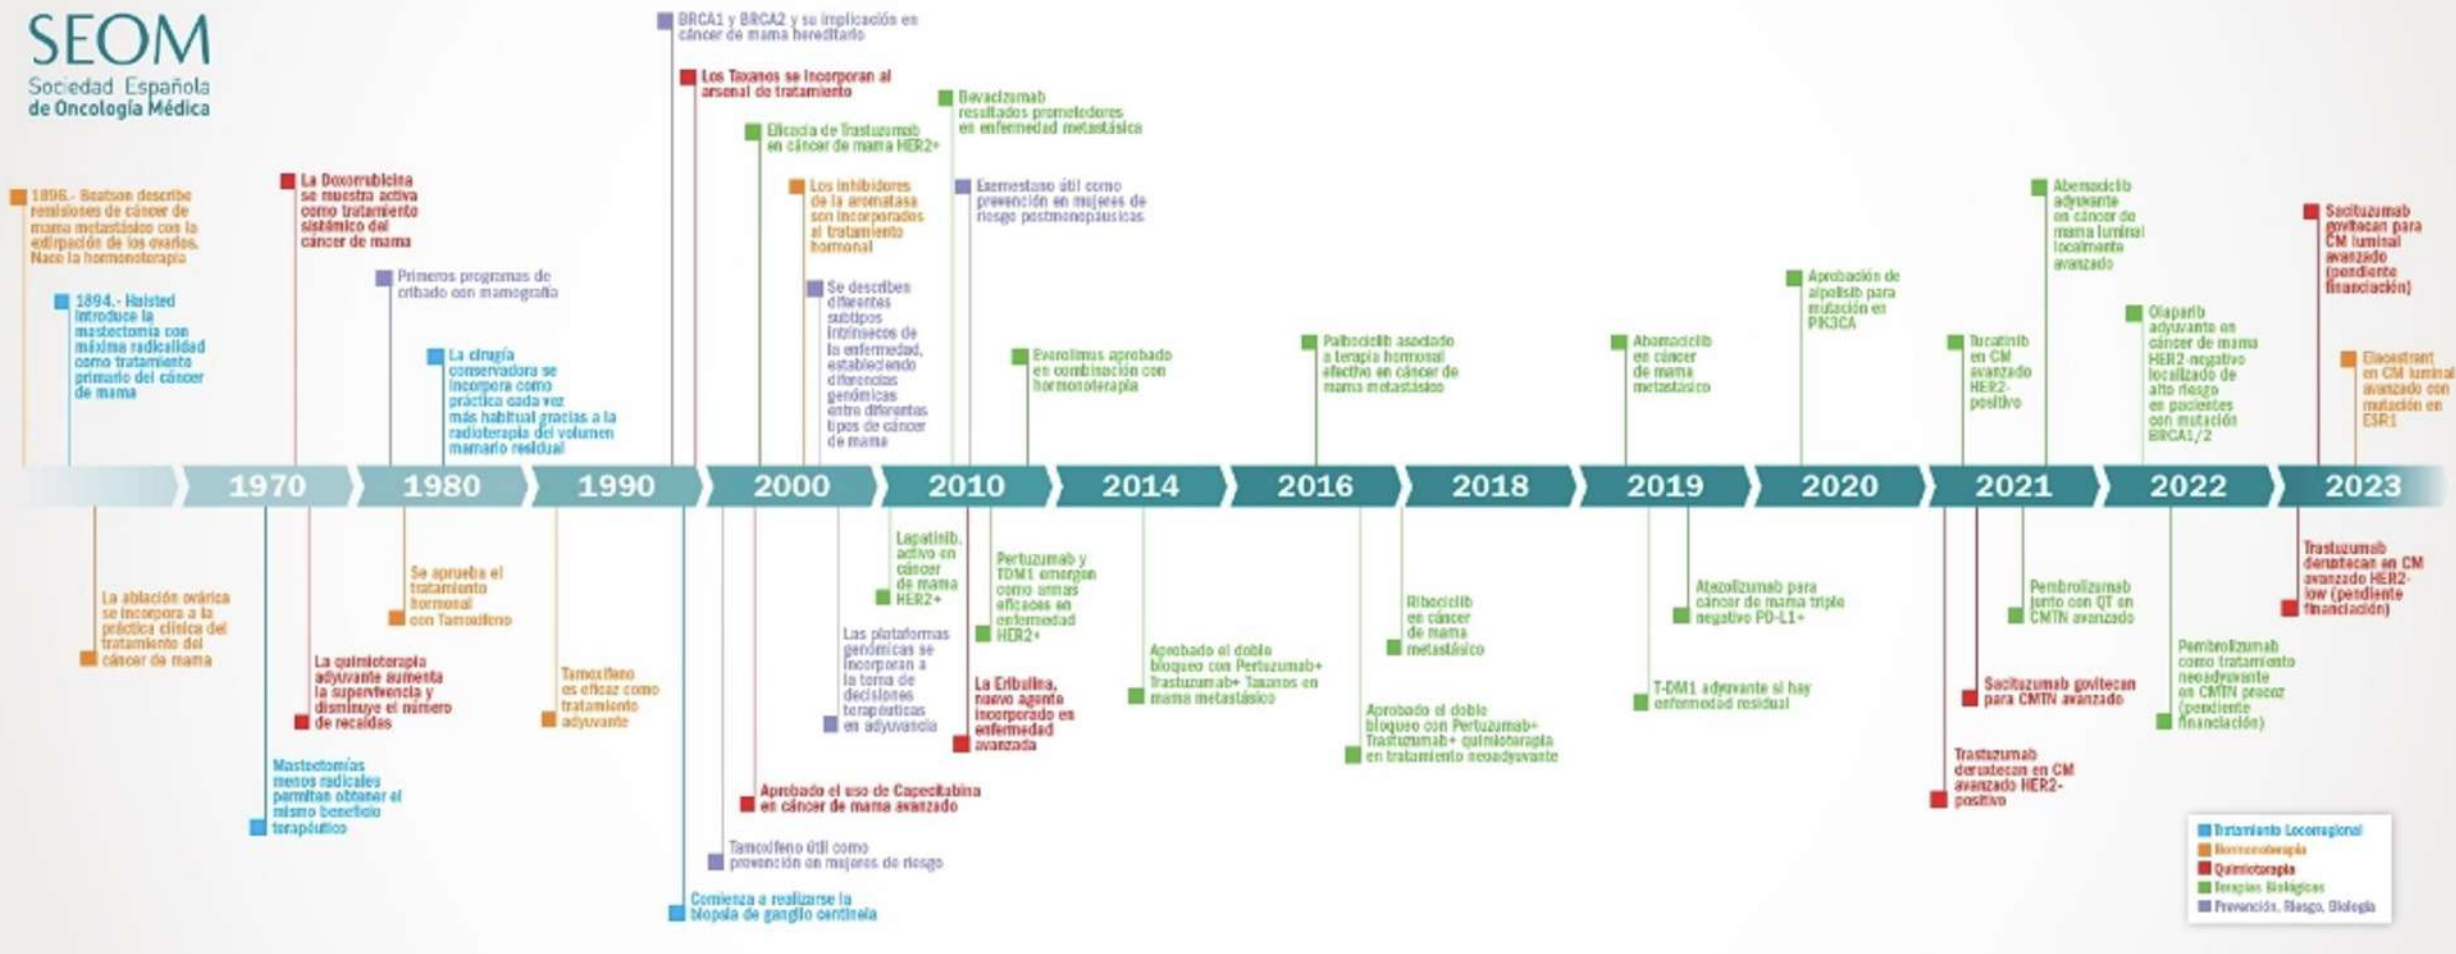 SEOM
Sociedad Española
de Oncología Médica
BRCA1 y BRCA2 y su implicación en
cáncer de mama hereditario
Los Taxanos se incorporan al
arsenal de tratamiento
Bevacizumab
resultados prometedores
en enfermedad metastásica
Eficacia de Trastuzumab
en cáncer de mama HER2+
1896.- Beatson describe
remisiones de cáncer de
mama metastásico con la
extirpación de los ovarios.
Nace la hormonoterapia
La Doxorrubicina
se muestra activa
como tratamiento
sistémico del
cáncer de mama
Los inhibidores
de la aromatasa
son incorporados
al tratamiento
hormonal
Exemestano útil como
prevención en mujeres de
riesgo postmenopáusicas
Abemaciclib
adyuvante
en cáncer de
mama luminal
localmente
avanzado
Sacituzumab
govitecan para
CM luminal
avanzado
(pendiente
financiación)
1894.- Halsted
introduce la
mastectomía con
máxima radicalidad
como tratamiento
primario del cáncer
de mama
Primeros programas de
cribado con mamografía
Se describen
diferentes
subtipos
intrínsecos de
la enfermedad,
estableciendo
diferencias
genómicas
entre diferentes
tipos de cáncer
de mama
Aprobación de
alpelisib para
mutación en
PIK3CA
Olaparib
adyuvante en
cáncer de mama
HER2-negativo
localizado de
alto riesgo
en pacientes
con mutación
BRCA1/2
La cirugía
conservadora se
incorpora como
práctica cada vez
más habitual gracias a la
radioterapia del volumen
mamario residual
Everolimus aprobado
en combinación con
hormonoterapia
Palbociclib asociado
a terapia hormonal
efectivo en cáncer de
mama metastásico
Abemaciclib
en cáncer
de mama
metastásico
Tucatinib
en CM
avanzado
HER2-
positivo
Elacestrant
en CM luminal
avanzado con
mutación en
ESR1
1970
1980
1990
2000
2010
2014
2016
2018
2019
2020
2021
2022
2023
La ablación ovárica
se incorpora a la
práctica clínica del
tratamiento del
cáncer de mama
Mastectomías
menos radicales
permiten obtener el
mismo beneficio
terapéutico
La quimioterapia
adyuvante aumenta
la supervivencia y
disminuye el número
de recaídas
Se aprueba el
tratamiento
hormonal
con Tamoxifeno
Tamoxifeno
es eficaz como
tratamiento
adyuvante
Comienza a realizarse la
biopsia de ganglio centinela
Tamoxifeno útil como
prevención en mujeres de riesgo
Aprobado el uso de Capecitabina
en cáncer de mama avanzado
Las plataformas
genómicas se
incorporan a
la toma de
decisiones
terapéuticas
en adyuvancia
Lapatinib,
activo en
cáncer
de mama
HER2+
La Eribulina,
nuevo agente
incorporado en
enfermedad
avanzada
Pertuzumab y
TDM1 emergen
como armas
eficaces en
enfermedad
HER2+
Aprobado el doble
bloqueo con Pertuzumab+
Trastuzumab+ Taxanos en
mama metastásico
Aprobado el doble
bloqueo con Pertuzumab+
Trastuzumab+ quimioterapia
en tratamiento neoadyuvante
Ribociclib
en cáncer
de mama
metastásico
T-DM1 adyuvante si hay
enfermedad residual
Atezolizumab para
cáncer de mama triple
negativo PD-L1+
Trastuzumab
deruxtecan en CM
avanzado HER2-
positivo
Sacituzumab govitecan
para CMTN avanzado
Pembrolizumab
junto con QT en
CMTN avanzado
Pembrolizumab
como tratamiento
neoadyuvante
en CMTN precoz
(pendiente
financiación)
Trastuzumab
deruxtecan en CM
avanzado HER2-
low (pendiente
financiación)
Tratamiento Locorregional
Hormonoterapia
Quimioterapia
Terapias Biológicas
Prevención, Riesgo, Biología